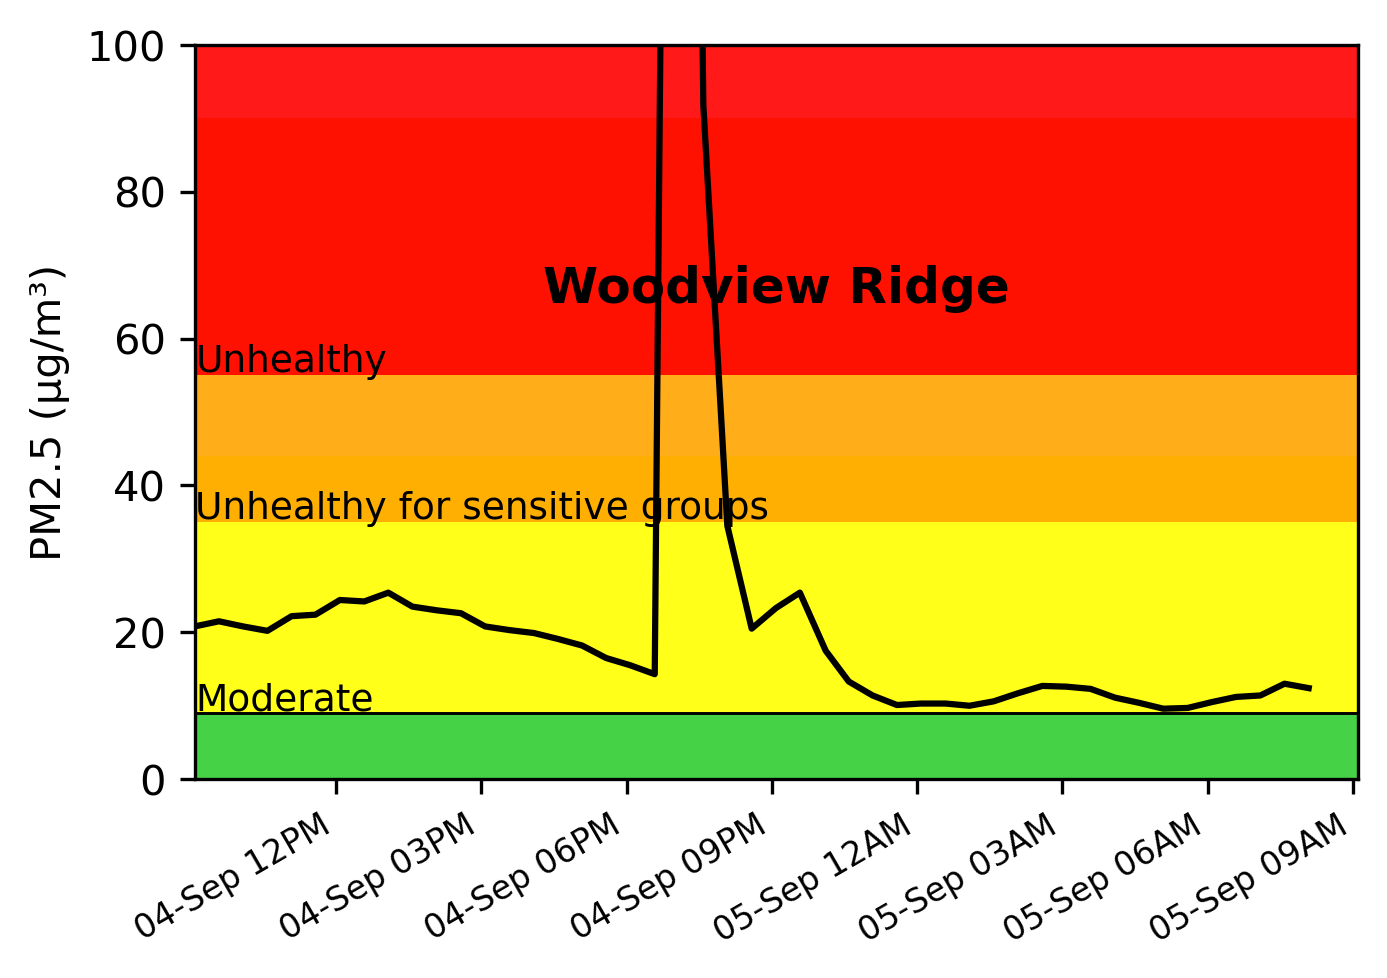 100
80
60
40
20
0
PM2.5 (µg/m³)
Woodview Ridge
Unhealthy
Unhealthy for sensitive groups
Moderate
04-Sep 12PM
04-Sep 03PM
04-Sep 06PM
04-Sep 09PM
05-Sep 12AM
05-Sep 03AM
05-Sep 06AM
05-Sep 09AM